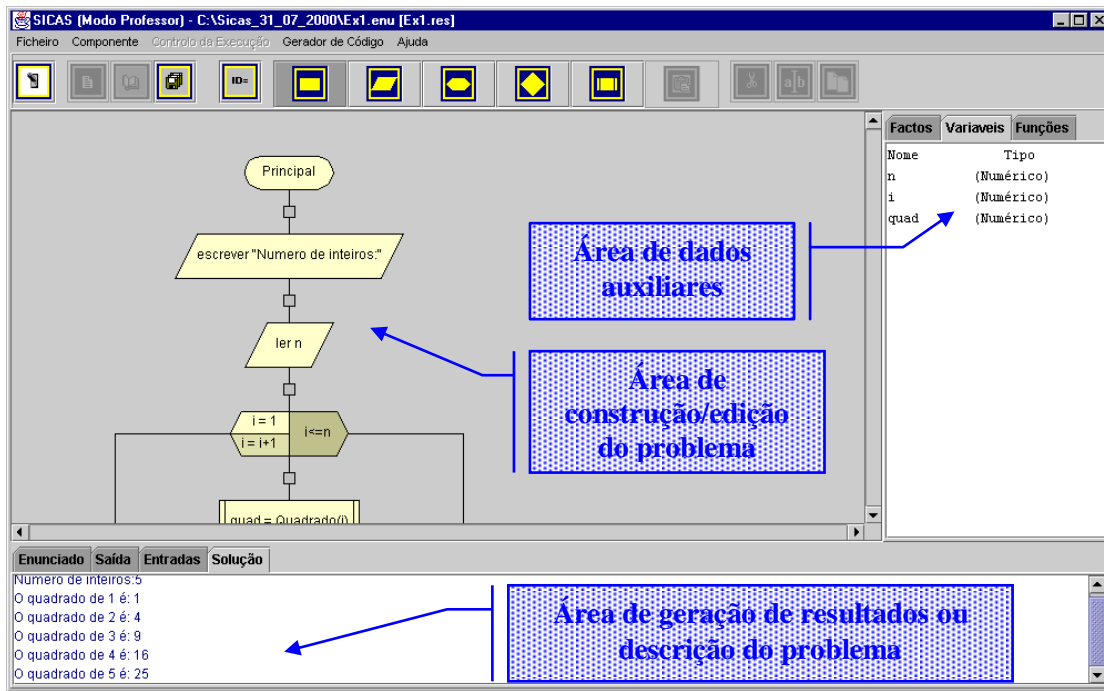 SICAS (Modo Professor) - C:\Sicas_31_07_2000\Ex1.enu [Ex1.res]
Ficheiro Componente Controlo da Execução Gerador de Código Ajuda
ID=
a]b
Factos Variaveis Funções
Nome Tipo
n (Numérico)
i (Numérico)
quad (Numérico)
Principal
escrever "Numero de inteiros:"
ler n
i = 1
i = i+1
i<=n
quad = Quadrado(i)
Área de dados
auxiliares
Área de
construção/edição
do problema
Enunciado Saída Entradas Solução
Numero de inteiros:5
O quadrado de 1 é: 1
O quadrado de 2 é: 4
O quadrado de 3 é: 9
O quadrado de 4 é: 16
O quadrado de 5 é: 25
Área de geração de resultados ou
descrição do problema